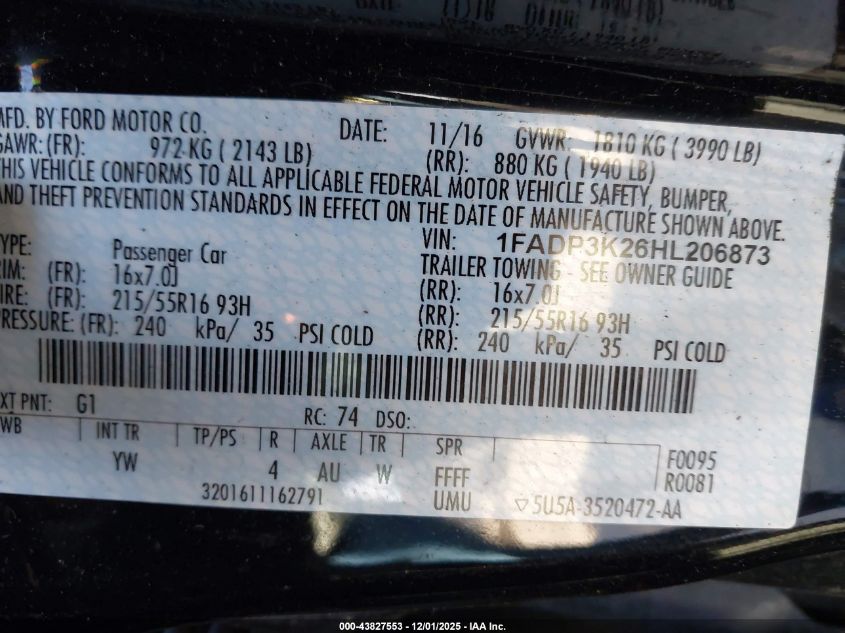 MFD. BY FORD MOTOR CO. DATE: 11/16 GVWR: 1810 KG ( 3990 LB)
GAWR: (FR): 972 KG ( 2143 LB) (RR): 880 KG ( 1940 LB)
THIS VEHICLE CONFORMS TO ALL APPLICABLE FEDERAL MOTOR VEHICLE SAFETY, BUMPER,
AND THEFT PREVENTION STANDARDS IN EFFECT ON THE DATE OF MANUFACTURE SHOWN ABOVE.
VIN: 1FADP3K26HL206873
YPE: Passenger Car TRAILER TOWING - SEE OWNER GUIDE
RIM: (FR): 16x7.0J (RR): 16x7.0J
IRE: (FR): 215/55R16 93H (RR): 215/55R16 93H
PRESSURE: (FR): 240 kPa/ 35 PSI COLD (RR): 240 kPa/ 35 PSI COLD
XT PNT: G1 RC: 74 DSO:
WB INT TR TP/PS R AXLE TR SPR F0095
YW 4 AU W FFFF R0081
3201611162791 UMU ▽5U5A-3520472-AA
000-43827553 - 12/01/2025 - IAA Inc.